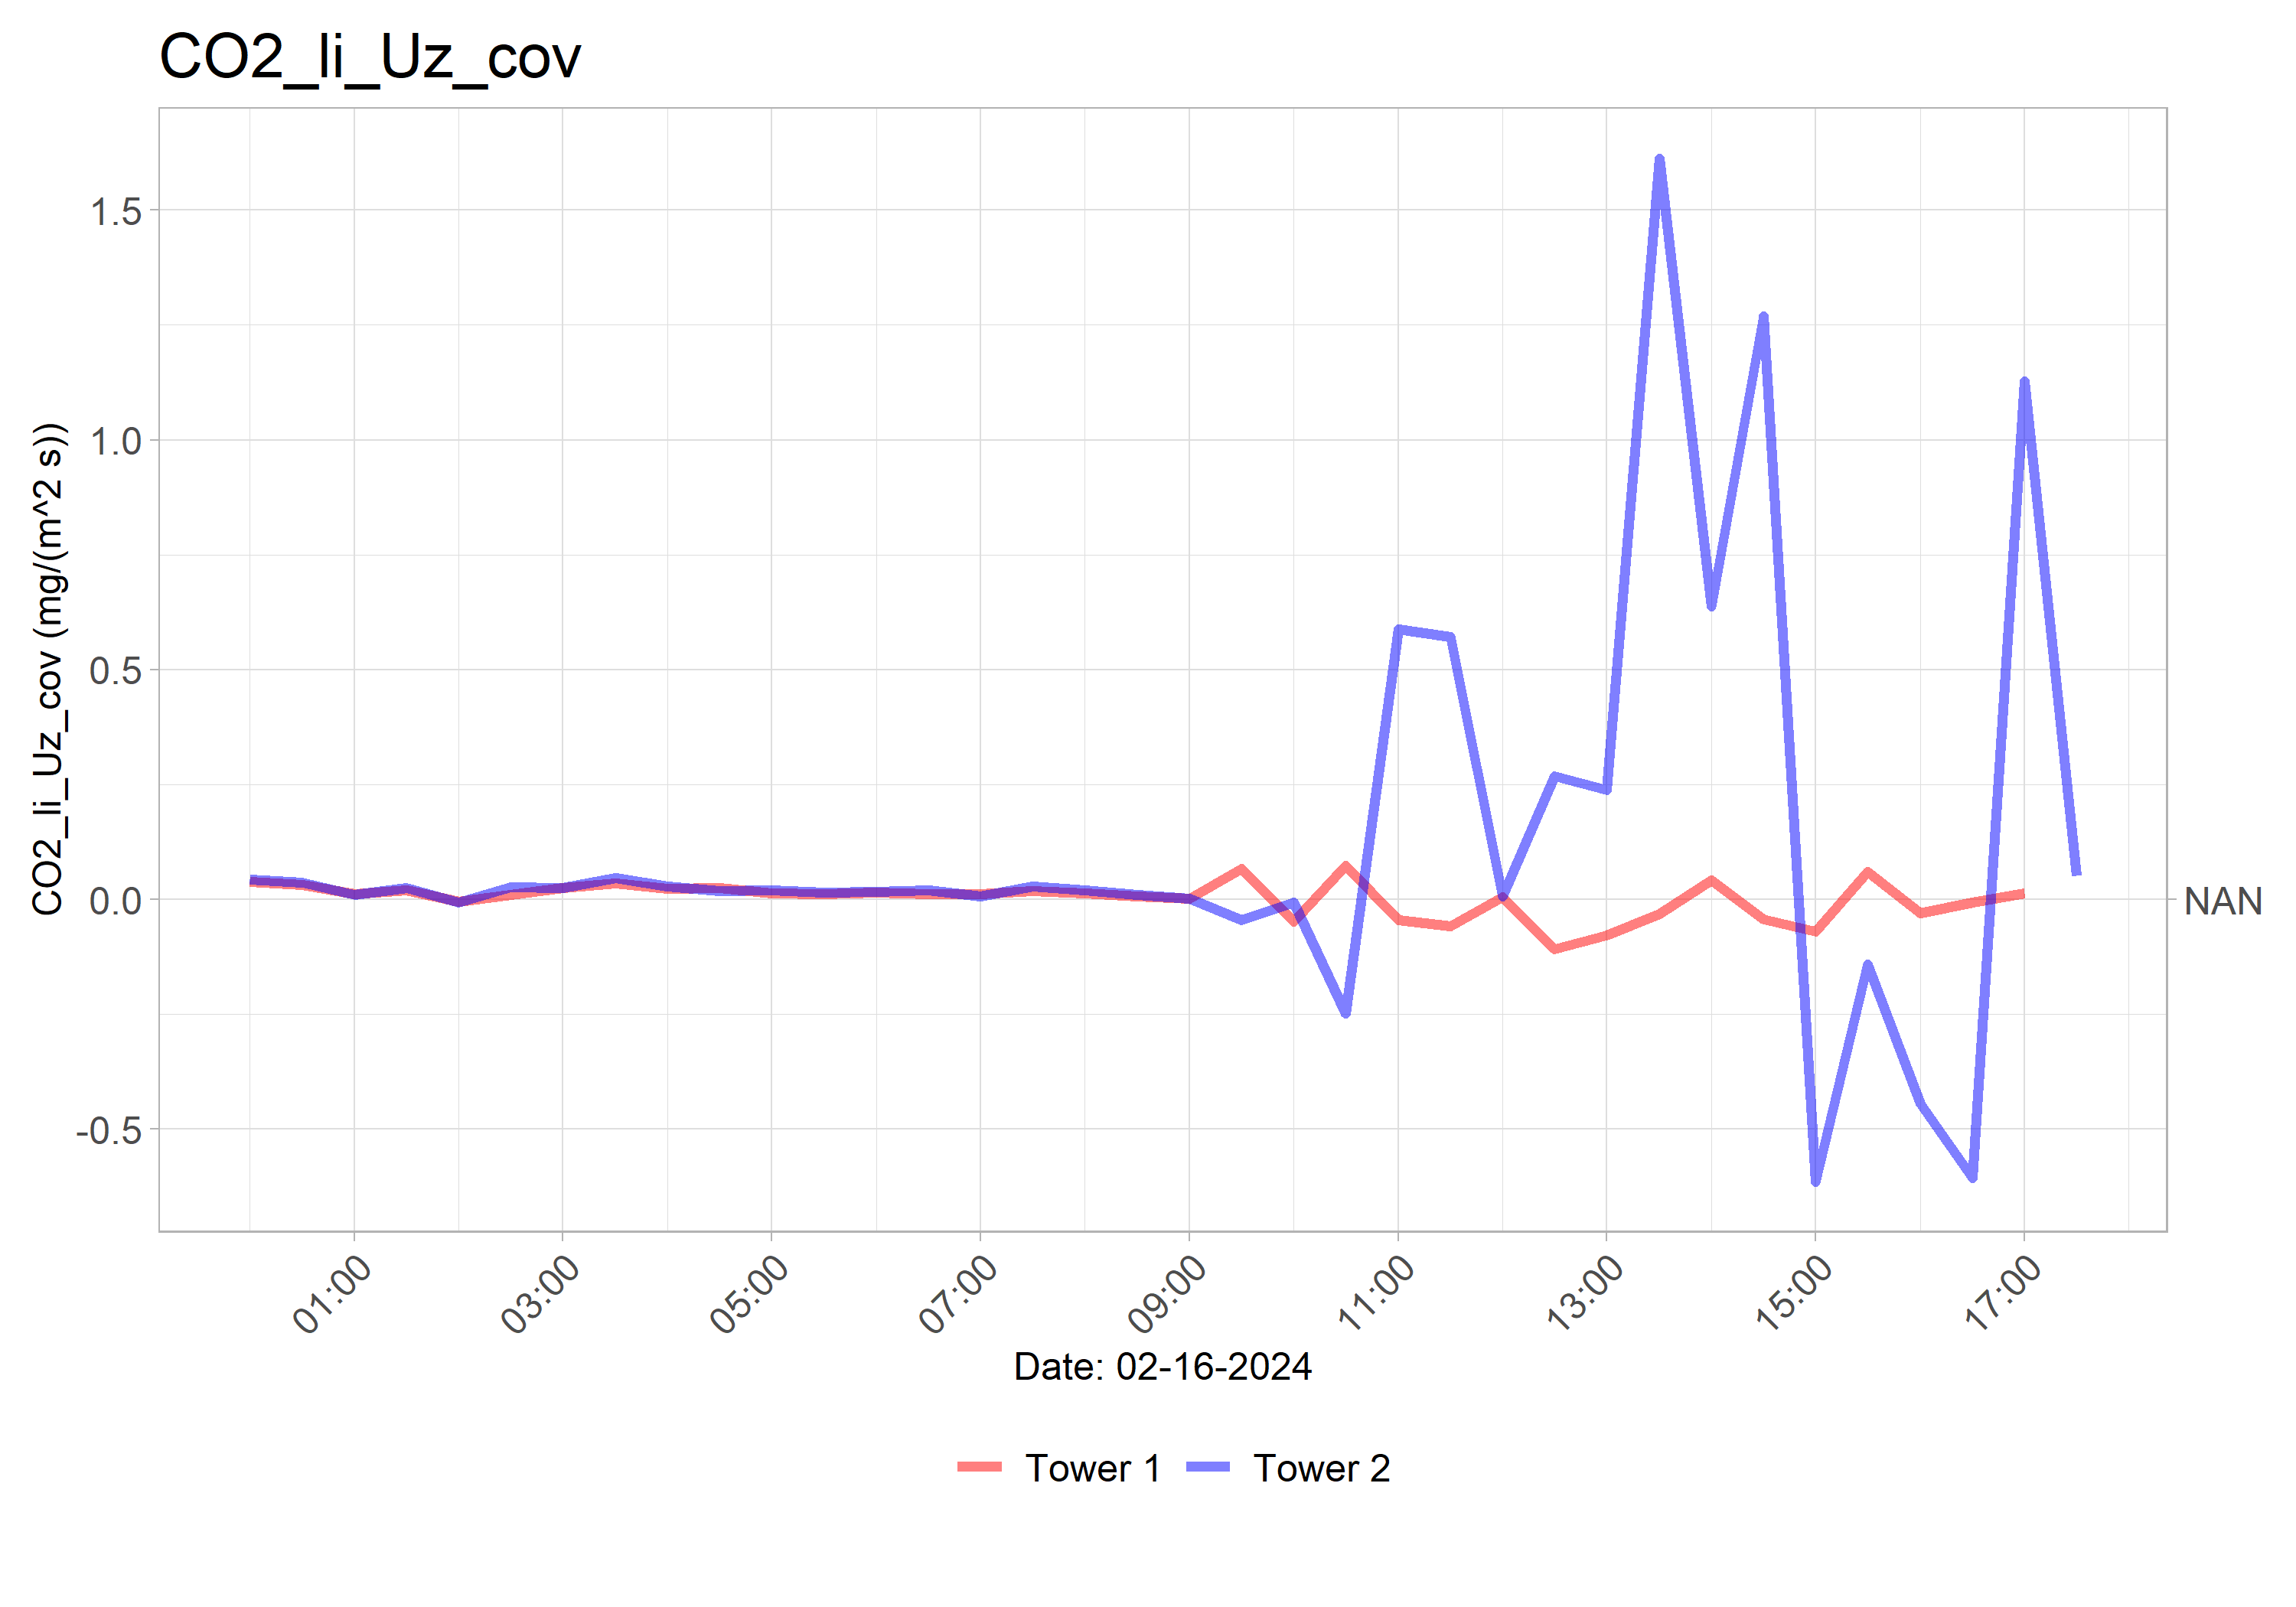 CO2_li_Uz_cov
CO2_li_Uz_cov (mg/(m^2 s))
1.5
1.0
0.5
0.0
-0.5
NAN
01:00
03:00
05:00
07:00
09:00
11:00
13:00
15:00
17:00
Date: 02-16-2024
Tower 1
Tower 2